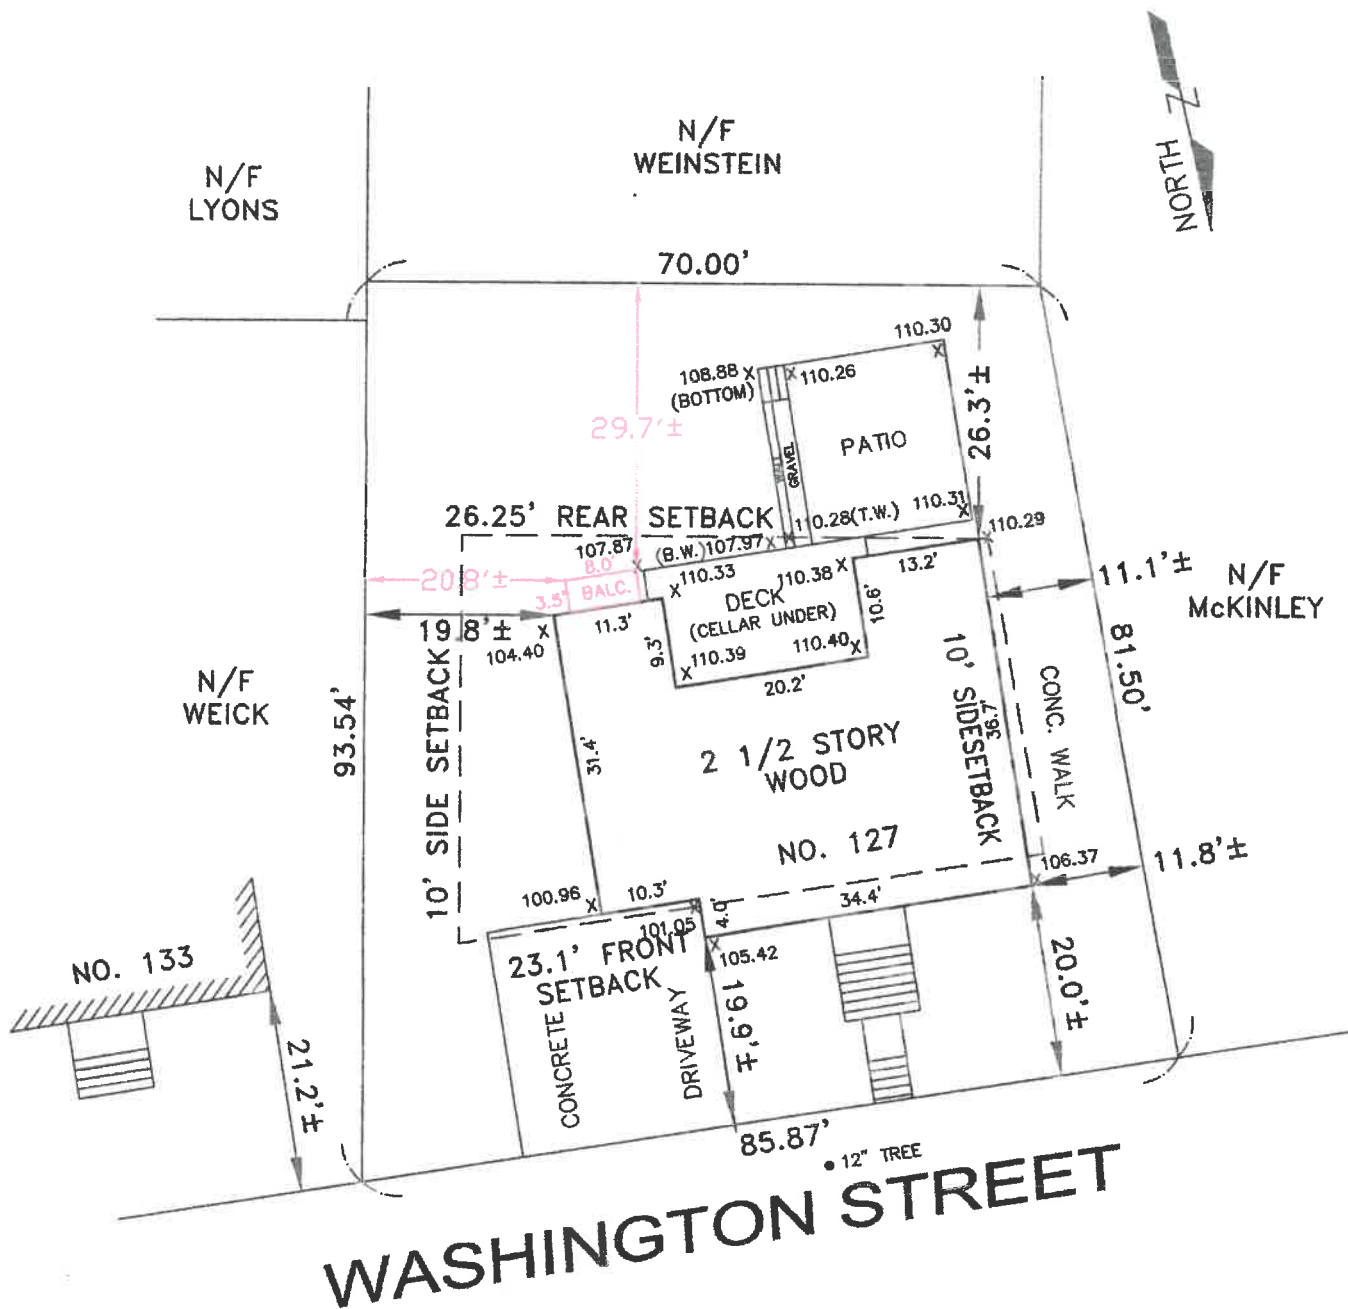 NORTH
N/F
WEINSTEIN
N/F
LYONS
70.00'
110.30
108.88
(BOTTOM)
110.26
29.7'±
26.3'±
PATIO
GRAVEL
110.31
26.25' REAR SETBACK
110.28(T.W.)
110.29
107.87
(B.W.)107.97
8.0'
20.8'±
3.5'
BALC.
110.33
110.38
13.2'
11.1'±
N/F
McKINLEY
DECK
(CELLAR UNDER)
10.6'
19.8'±
11.3'
104.40
9.3'
110.39
110.40
20.2'
N/F
WEICK
93.54'
10' SIDE SETBACK
31.4'
2 1/2 STORY
WOOD
10' SIDESETBACK
36.7'
CONC. WALK
81.50'
NO. 127
106.37
11.8'±
100.96
10.3'
101.05
4.0'
34.4'
23.1' FRONT
SETBACK
105.42
NO. 133
21.2'±
CONCRETE
DRIVEWAY
19.9'±
20.0'±
85.87'
12" TREE
WASHINGTON STREET